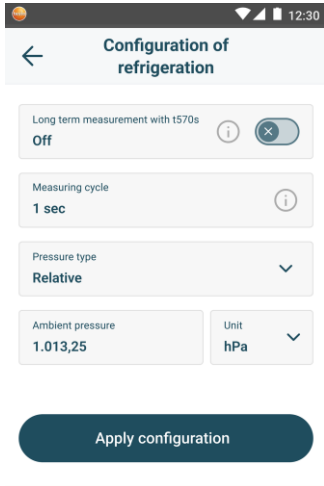 12:30
Configuration of
refrigeration
Long term measurement with t570s
Off
Measuring cycle
1 sec
Pressure type
Relative
Ambient pressure
1.013,25
Unit
hPa
Apply configuration